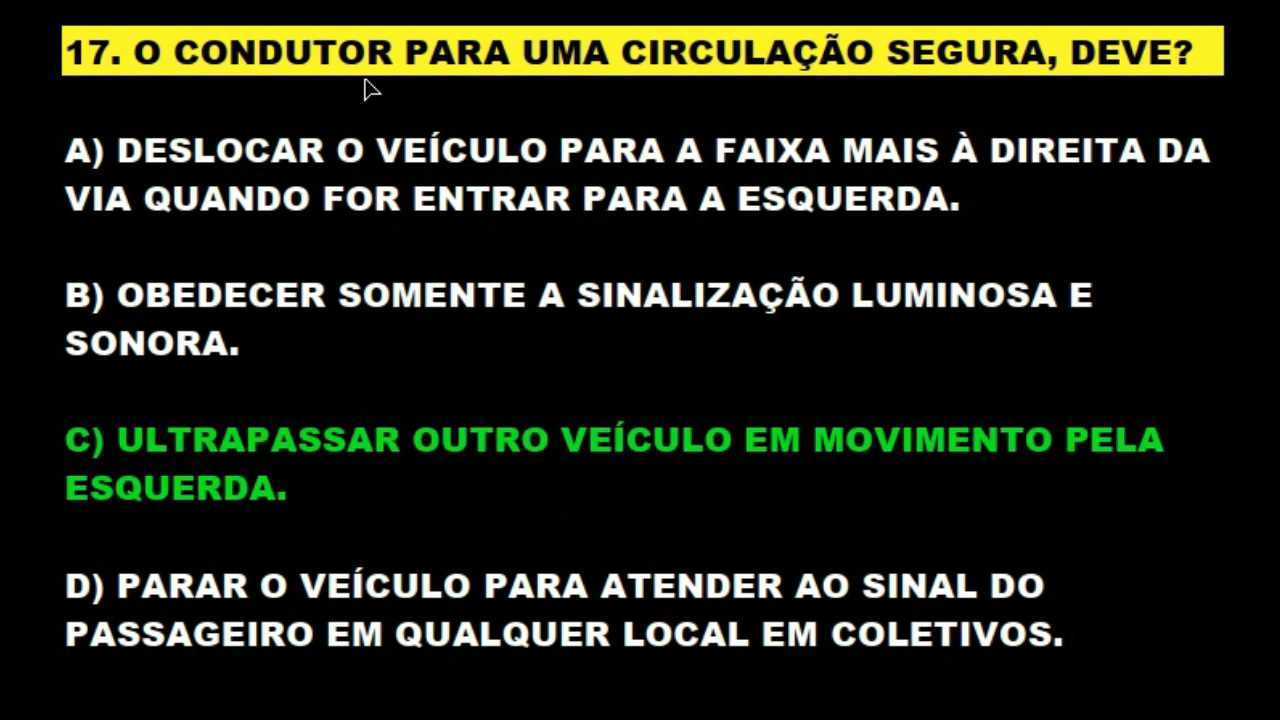 17. O CONDUTOR PARA UMA CIRCULAÇÃO SEGURA, DEVE?
A) DESLOCAR O VEÍCULO PARA A FAIXA MAIS À DIREITA DA
VIA QUANDO FOR ENTRAR PARA A ESQUERDA.
B) OBEDECER SOMENTE A SINALIZAÇÃO LUMINOSA E
SONORA.
C) ULTRAPASSAR OUTRO VEÍCULO EM MOVIMENTO PELA
ESQUERDA.
D) PARAR O VEÍCULO PARA ATENDER AO SINAL DO
PASSAGEIRO EM QUALQUER LOCAL EM COLETIVOS.